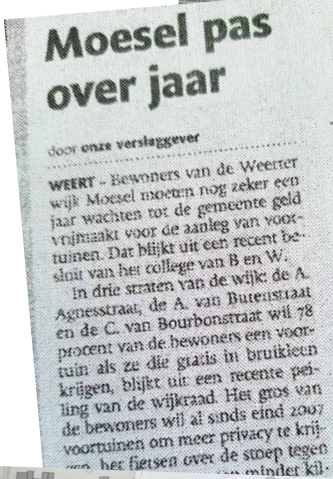 Moesel pas
over jaar
door onze verslaggever
WEERT - Bewoners van de Weerter
wijk Moesel moeten nog zeker een
jaar wachten tot de gemeente geld
vrijmaakt voor de aanleg van voor-
tuinen. Dat blijkt uit een recent be-
sluit van het college van B en W.
In drie straten van de wijk: de A.
Agnesstraat, de A. van Burenstraat
en de C. van Bourbonstraat wil 78
procent van de bewoners een voor-
tuin als ze die gratis in bruikleen
krijgen, blijkt uit een recente pei-
ling van de wijkraad. Het gros van
de bewoners wil al sinds eind 2007
voortuinen om meer privacy te krij-
gen, het fietsen over de stoep tegen
minder kil-